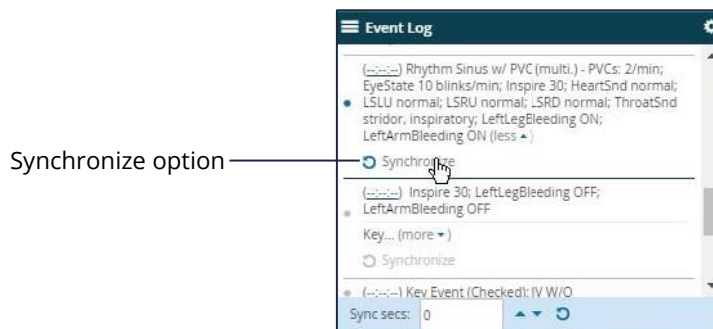 Event Log
(--:--:--) Rhythm Sinus w/ PVC (multi.) - PVCs: 2/min;
EyeState 10 blinks/min; Inspire 30; HeartSnd normal;
LSLU normal; LSRU normal; LSRD normal; ThroatSnd
stridor, inspiratory; LeftLegBleeding ON;
LeftArmBleeding ON (less ▲)
Synchronize option
Synchronize
(--:--:--) Inspire 30; LeftLegBleeding OFF;
LeftArmBleeding OFF
Key... (more ▼)
Synchronize
(--:--:--) Key Event (Checked): IV W/O
Sync secs: 0